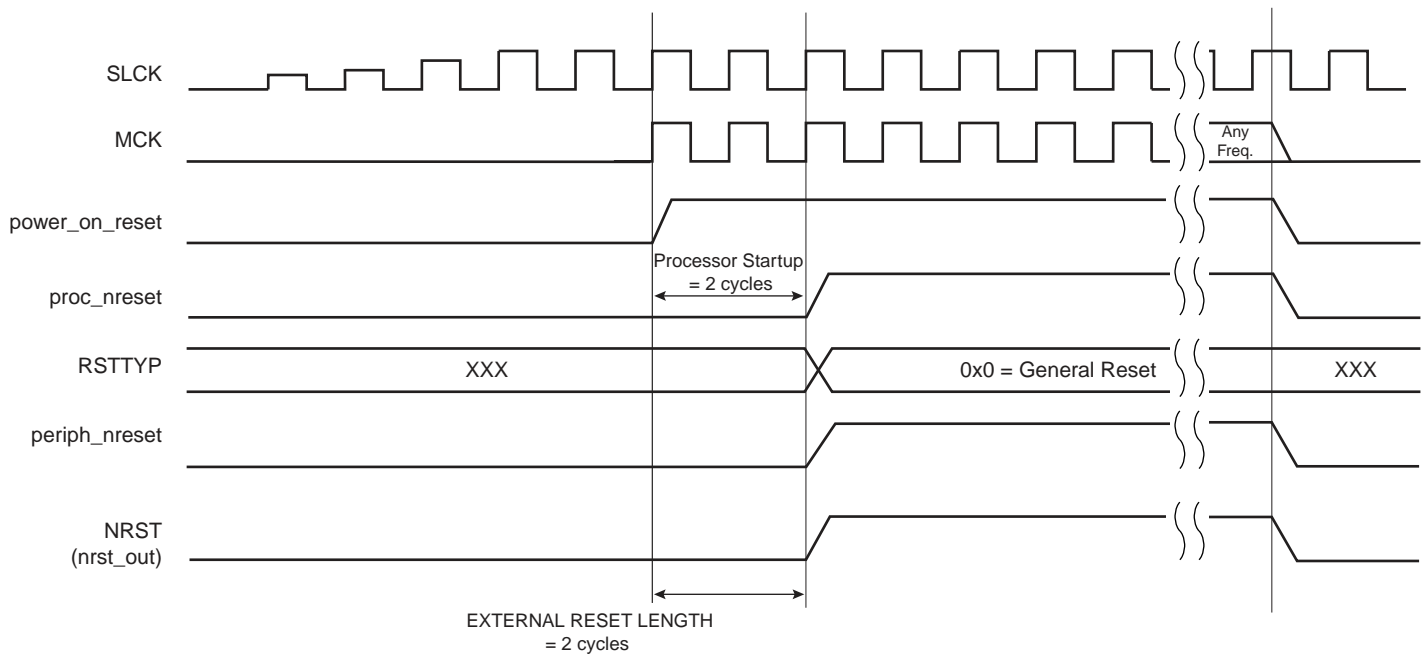 SLCK
MCK
Any
Freq.
power_on_reset
Processor Startup
= 2 cycles
proc_nreset
RSTTYP
XXX
0x0 = General Reset
XXX
periph_nreset
NRST
(nrst_out)
EXTERNAL RESET LENGTH
= 2 cycles